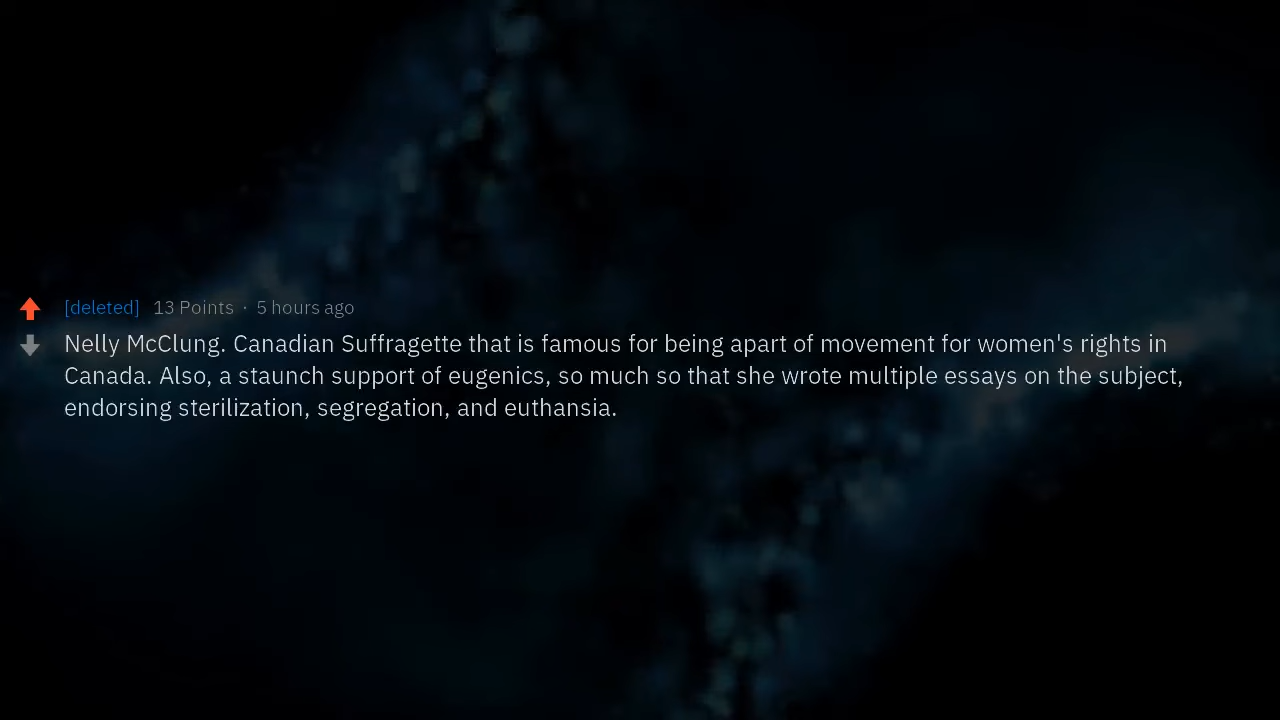 [deleted] 13 Points · 5 hours ago
Nelly McClung. Canadian Suffragette that is famous for being apart of movement for women's rights in
Canada. Also, a staunch support of eugenics, so much so that she wrote multiple essays on the subject,
endorsing sterilization, segregation, and euthansia.